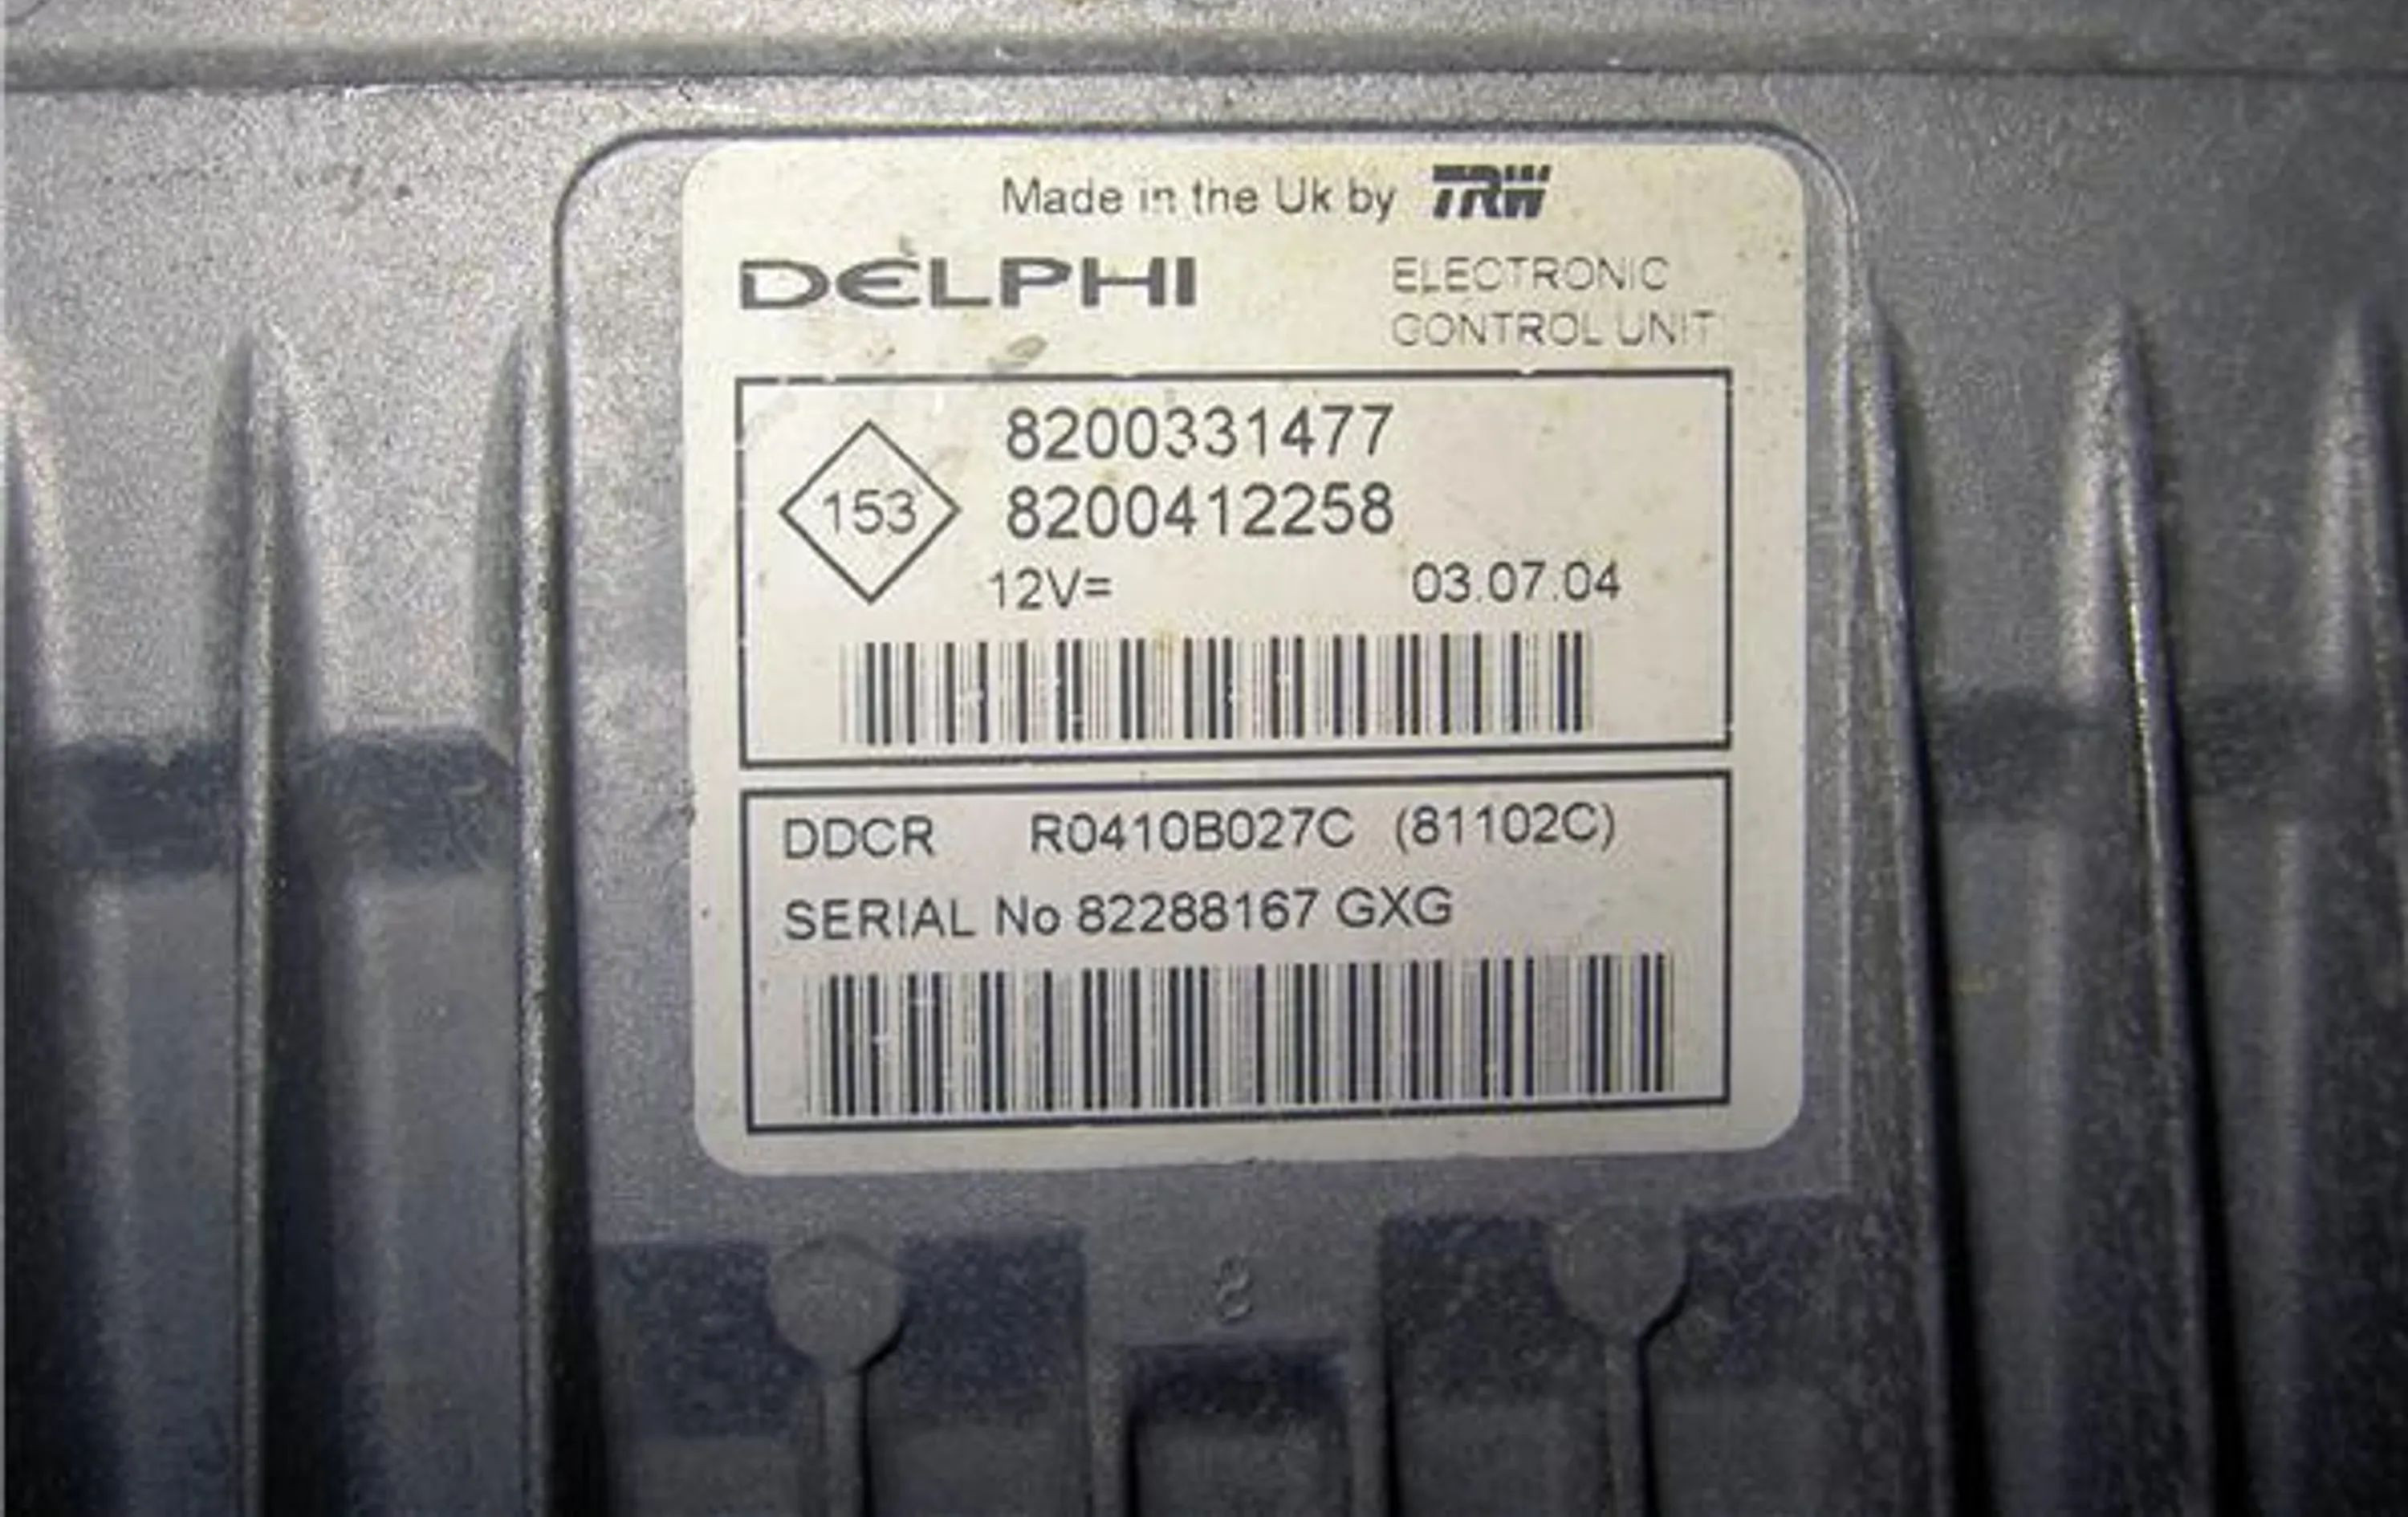 Made in the Uk by TRW
DELPHI
ELECTRONIC
CONTROL UNIT
8200331477
153
8200412258
12V= 03.07.04
DDCR R0410B027C (81102C)
SERIAL No 82288167 GXG
8